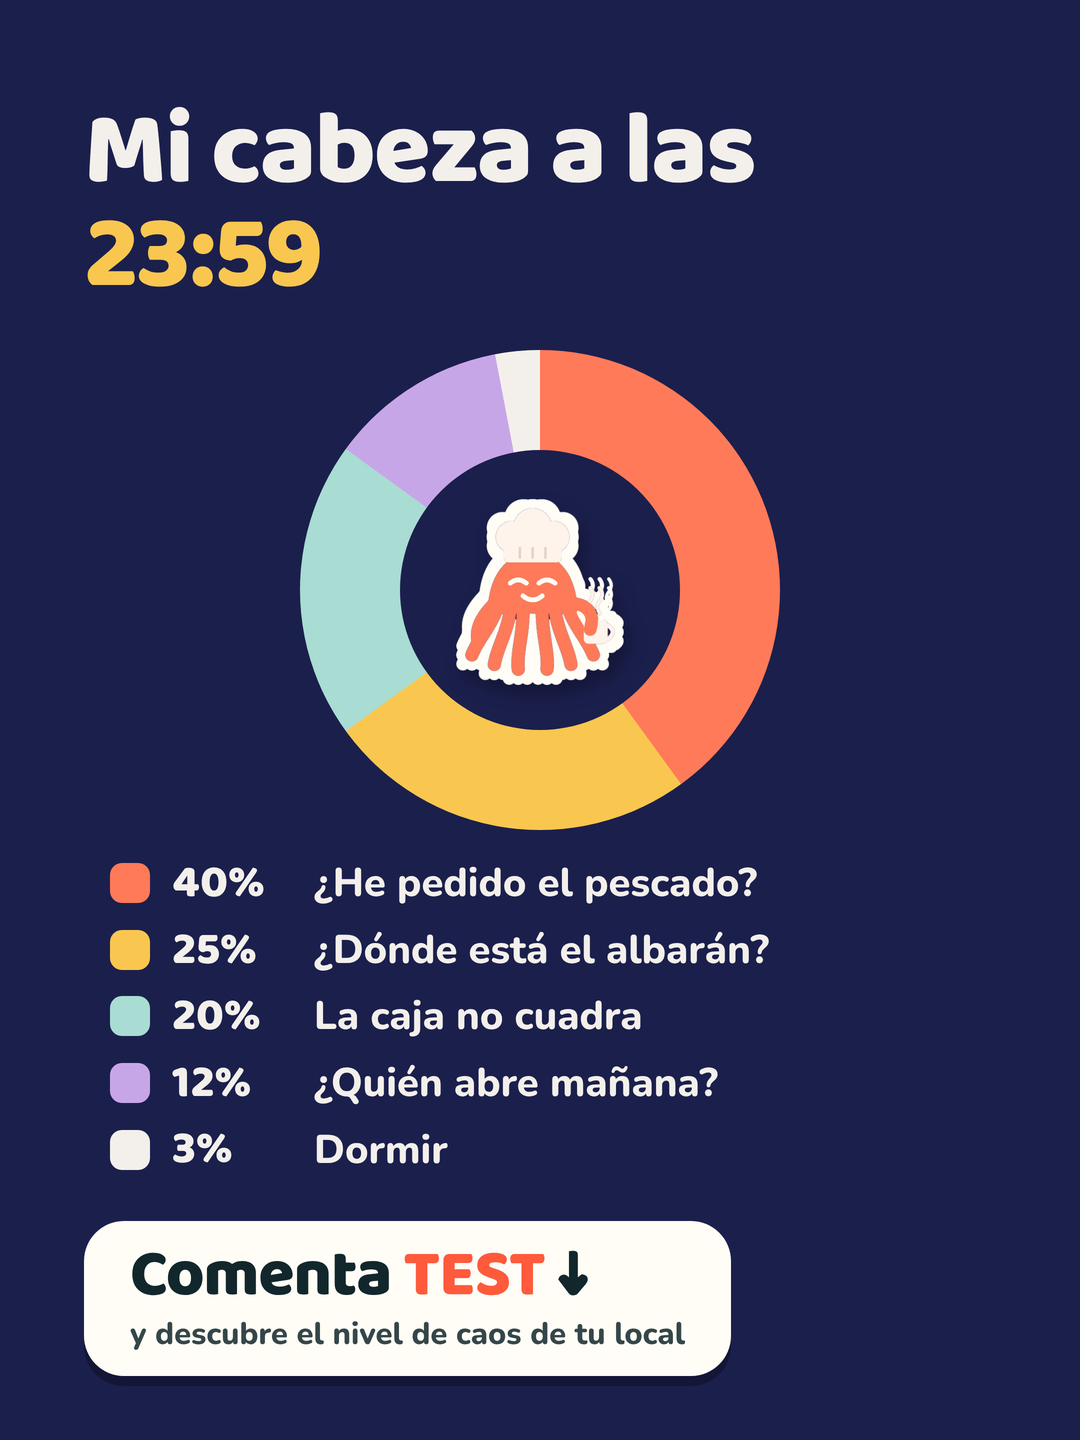 Mi cabeza a las
23:59
40% ¿He pedido el pescado?
25% ¿Dónde está el albarán?
20% La caja no cuadra
12% ¿Quién abre mañana?
3% Dormir
Comenta TEST ↓
y descubre el nivel de caos de tu local